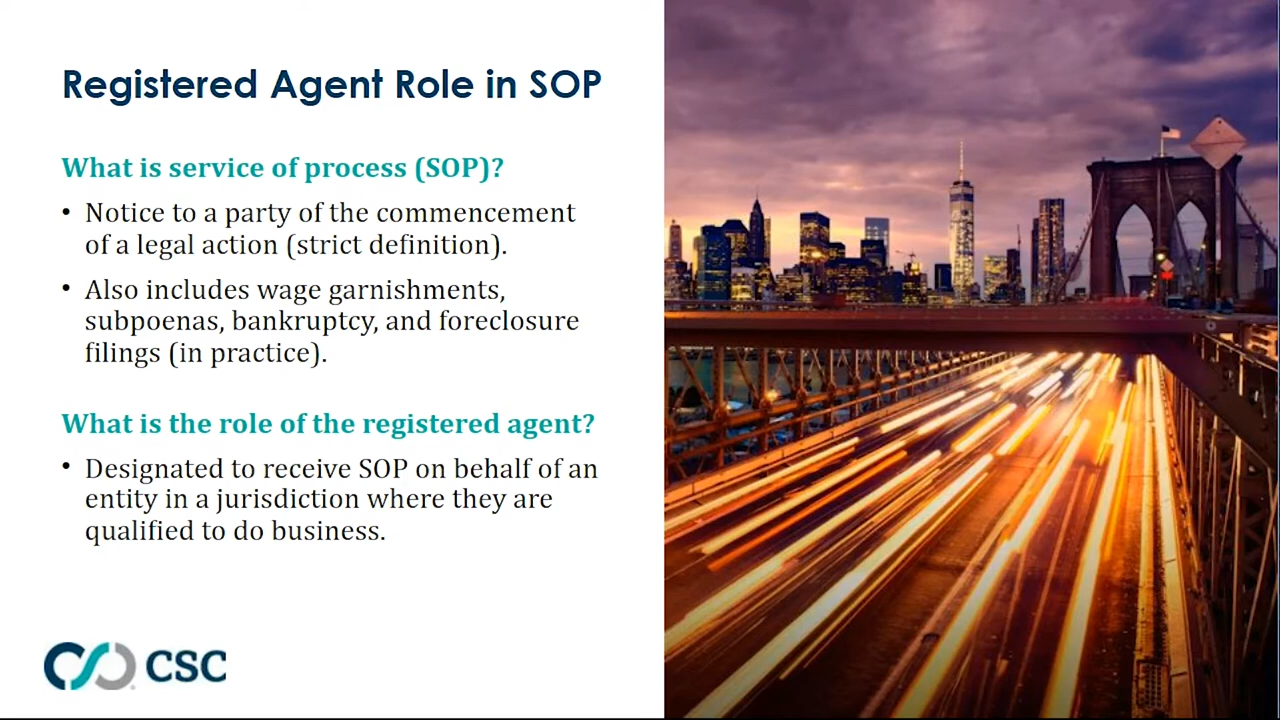 Registered Agent Role in SOP
What is service of process (SOP)?
• Notice to a party of the commencement
of a legal action (strict definition).
• Also includes wage garnishments,
subpoenas, bankruptcy, and foreclosure
filings (in practice).
What is the role of the registered agent?
• Designated to receive SOP on behalf of an
entity in a jurisdiction where they are
qualified to do business.
CSC